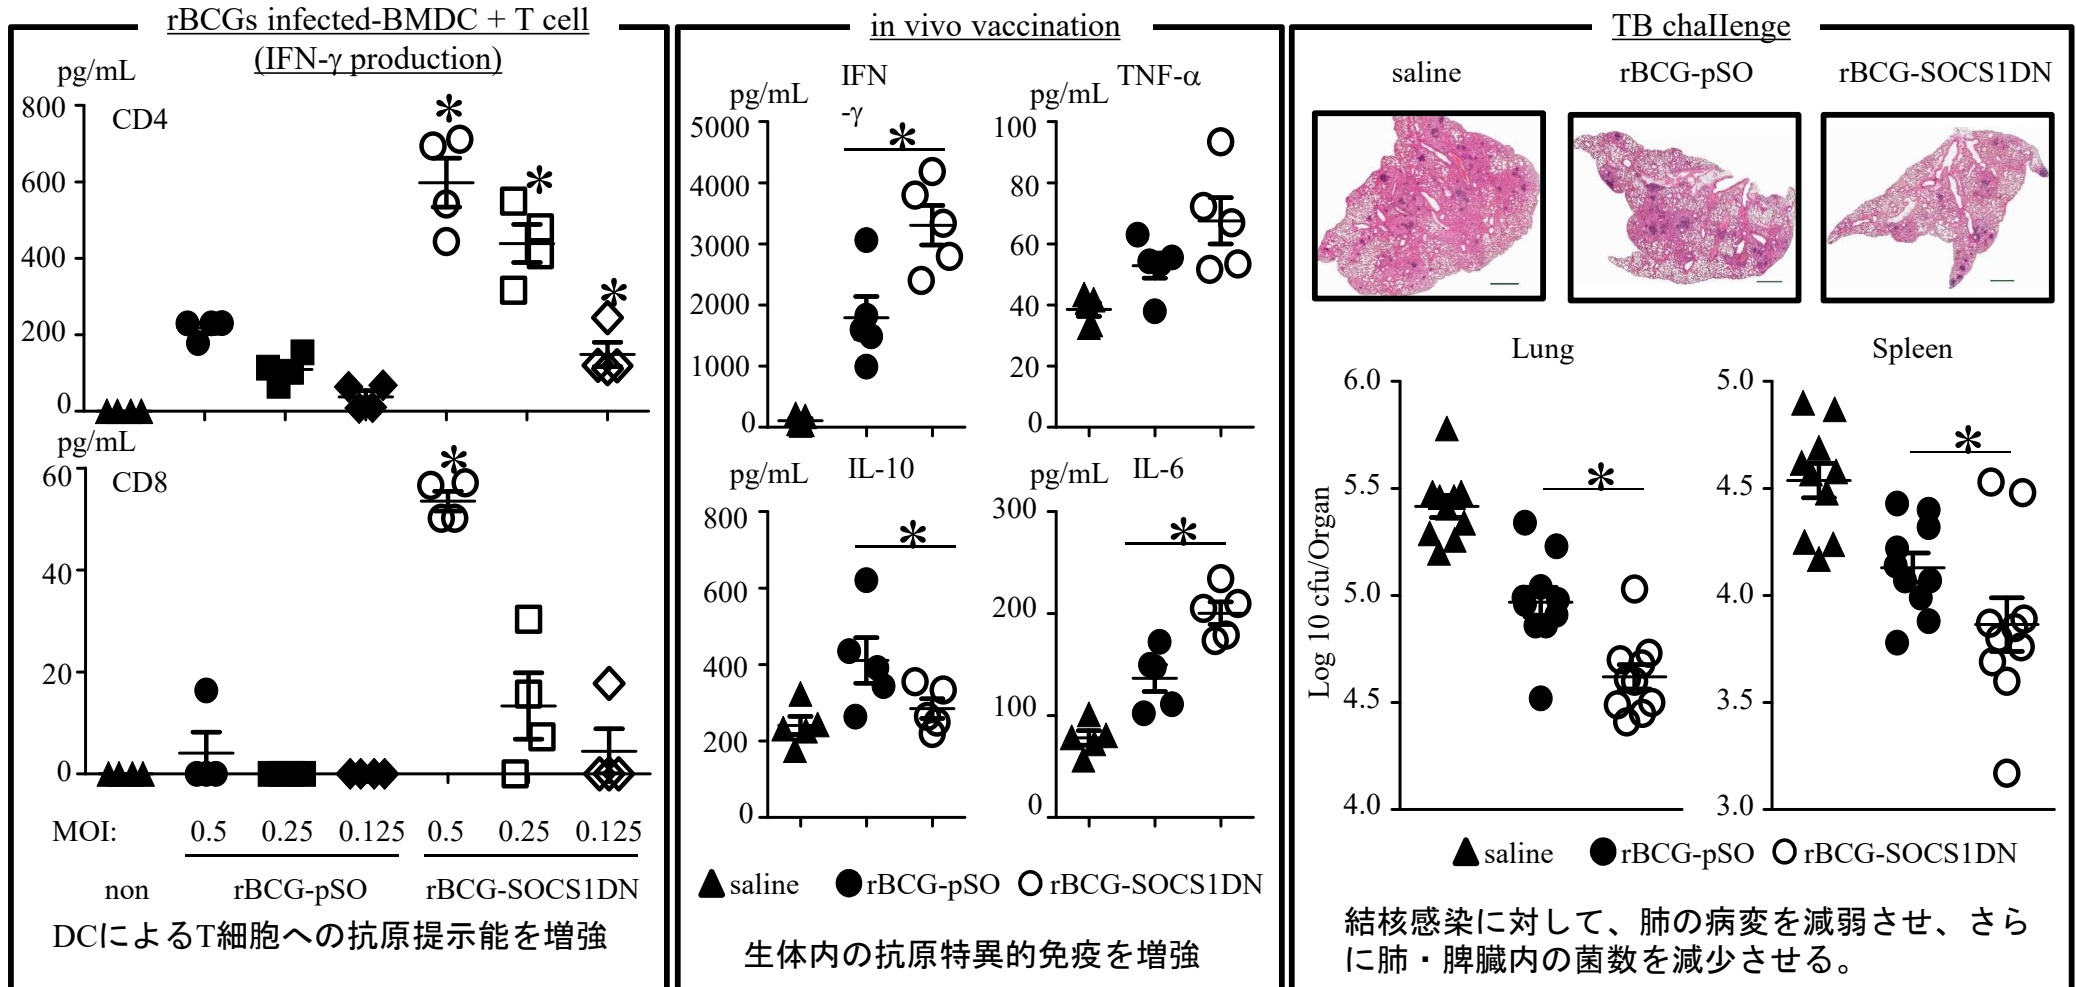 rBCGs infected-BMDC + T cell
(IFN-γ production)
pg/mL
CD4
*
*
*
800
600
400
200
0
pg/mL
CD8
*
60
40
20
0
MOI: 0.5 0.25 0.125 0.5 0.25 0.125
non rBCG-pSO rBCG-SOCS1DN
DCによるT細胞への抗原提示能を増強
in vivo vaccination
pg/mL
IFN
-γ
*
5000
4000
3000
2000
1000
0
pg/mL TNF-α
100
80
60
40
20
0
pg/mL IL-10
*
800
600
400
200
0
pg/mL IL-6
*
300
200
100
0
saline rBCG-pSO rBCG-SOCS1DN
生体内の抗原特異的免疫を増強
TB chaIIenge
saline rBCG-pSO rBCG-SOCS1DN
Lung
*
Log 10 cfu/Organ
6.0
5.5
5.0
4.5
4.0
Spleen
*
5.0
4.5
4.0
3.5
3.0
saline rBCG-pSO rBCG-SOCS1DN
結核感染に対して、肺の病変を減弱させ、さら
に肺・脾臓内の菌数を減少させる。